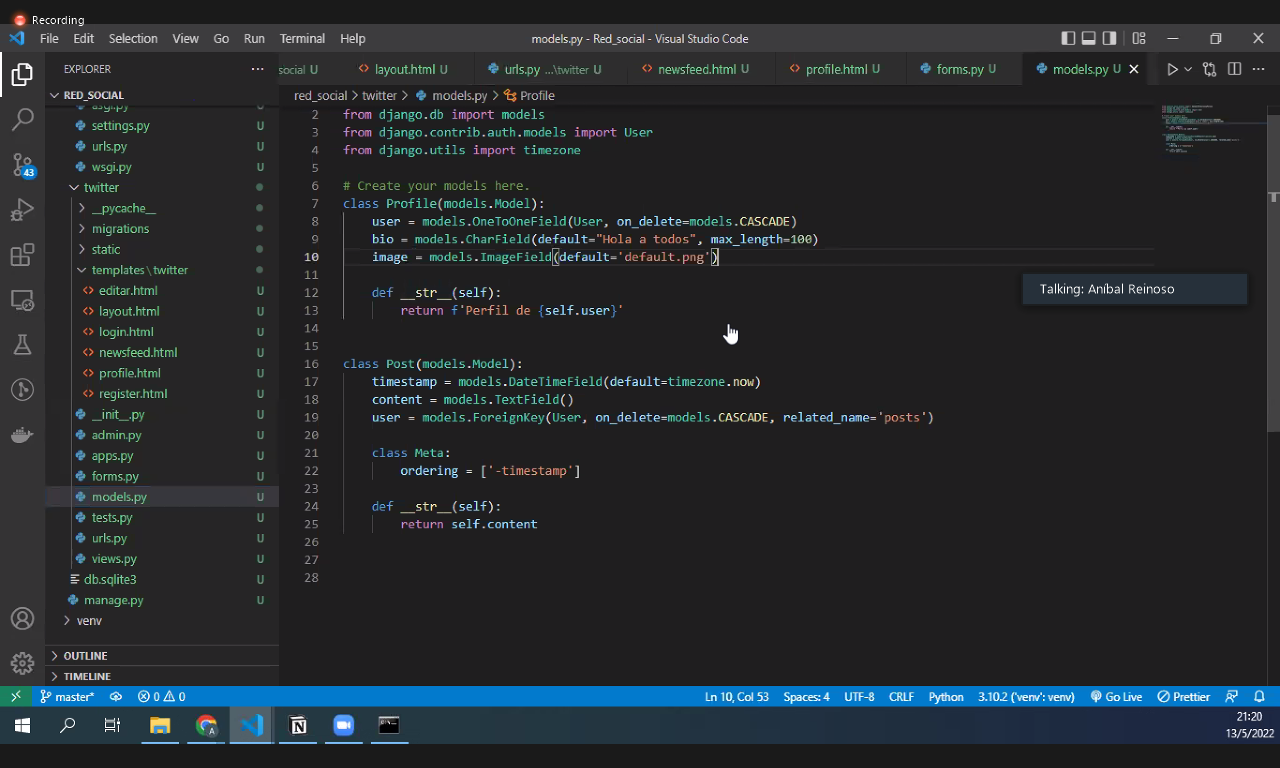 Recording
File Edit Selection View Go Run Terminal Help
models.py - Red_social - Visual Studio Code
EXPLORER
social U
layout.html U
urls.py ...\twitter U
newsfeed.html U
profile.html U
forms.py U
models.py U
RED_SOCIAL
red_social > twitter > models.py > Profile
asgi.py U
settings.py U
urls.py U
wsgi.py U
twitter
__pycache__
migrations
static
templates \ twitter
editar.html U
layout.html U
login.html U
newsfeed.html U
profile.html U
register.html U
__init__.py U
admin.py U
apps.py U
forms.py U
models.py U
tests.py U
urls.py U
views.py U
db.sqlite3 U
manage.py U
venv
OUTLINE
TIMELINE
43
2 from django.db import models
3 from django.contrib.auth.models import User
4 from django.utils import timezone
5
6 # Create your models here.
7 class Profile(models.Model):
8 user = models.OneToOneField(User, on_delete=models.CASCADE)
9 bio = models.CharField(default="Hola a todos", max_length=100)
10 image = models.ImageField(default='default.png')
11
12 def __str__(self):
13 return f'Perfil de {self.user}'
14
15
16 class Post(models.Model):
17 timestamp = models.DateTimeField(default=timezone.now)
18 content = models.TextField()
19 user = models.ForeignKey(User, on_delete=models.CASCADE, related_name='posts')
20
21 class Meta:
22 ordering = ['-timestamp']
23
24 def __str__(self):
25 return self.content
26
27
28
Talking: Aníbal Reinoso
master* 0 0 Ln 10, Col 53 Spaces: 4 UTF-8 CRLF Python 3.10.2 ('venv': venv) Go Live Prettier
21:20
13/5/2022